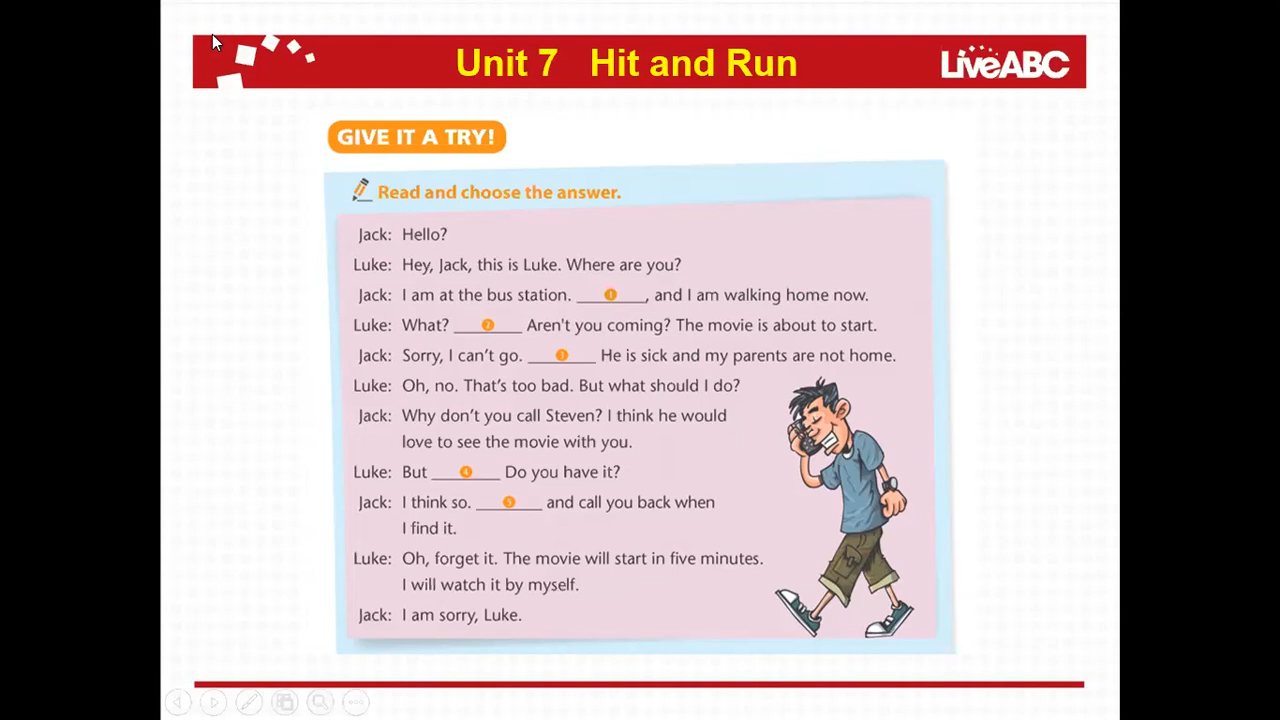 Unit 7 Hit and Run
LiveABC
GIVE IT A TRY!
Read and choose the answer.
Jack: Hello?
Luke: Hey, Jack, this is Luke. Where are you?
Jack: I am at the bus station. ___1___, and I am walking home now.
Luke: What? ___2___ Aren't you coming? The movie is about to start.
Jack: Sorry, I can't go. ___3___ He is sick and my parents are not home.
Luke: Oh, no. That's too bad. But what should I do?
Jack: Why don't you call Steven? I think he would
love to see the movie with you.
Luke: But ___4___ Do you have it?
Jack: I think so. ___5___ and call you back when
I find it.
Luke: Oh, forget it. The movie will start in five minutes.
I will watch it by myself.
Jack: I am sorry, Luke.